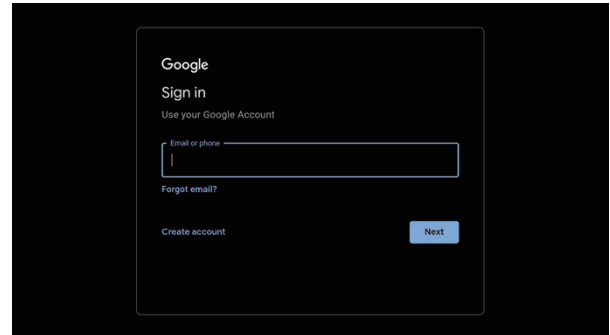 Google
Sign in
Use your Google Account
Email or phone
Forgot email?
Create account
Next